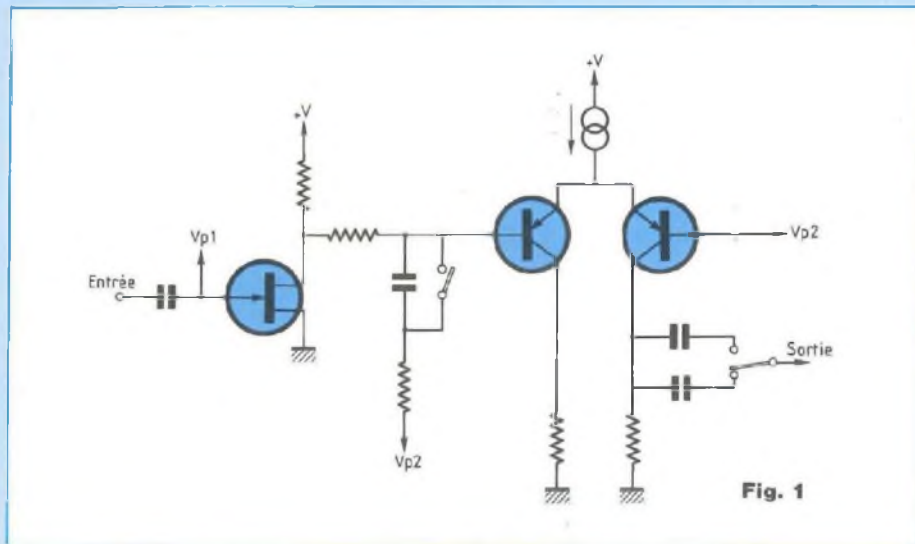 +V
+V
Vp1
Entrée
Vp2
Vp2
Sortie
Fig. 1